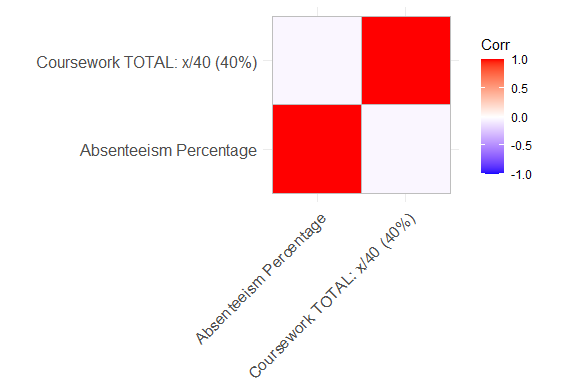 Coursework TOTAL: x/40 (40%)
Absenteeism Percentage
Absenteeism Percentage
Coursework TOTAL: x/40 (40%)
Corr
1.0
0.5
0.0
-0.5
-1.0